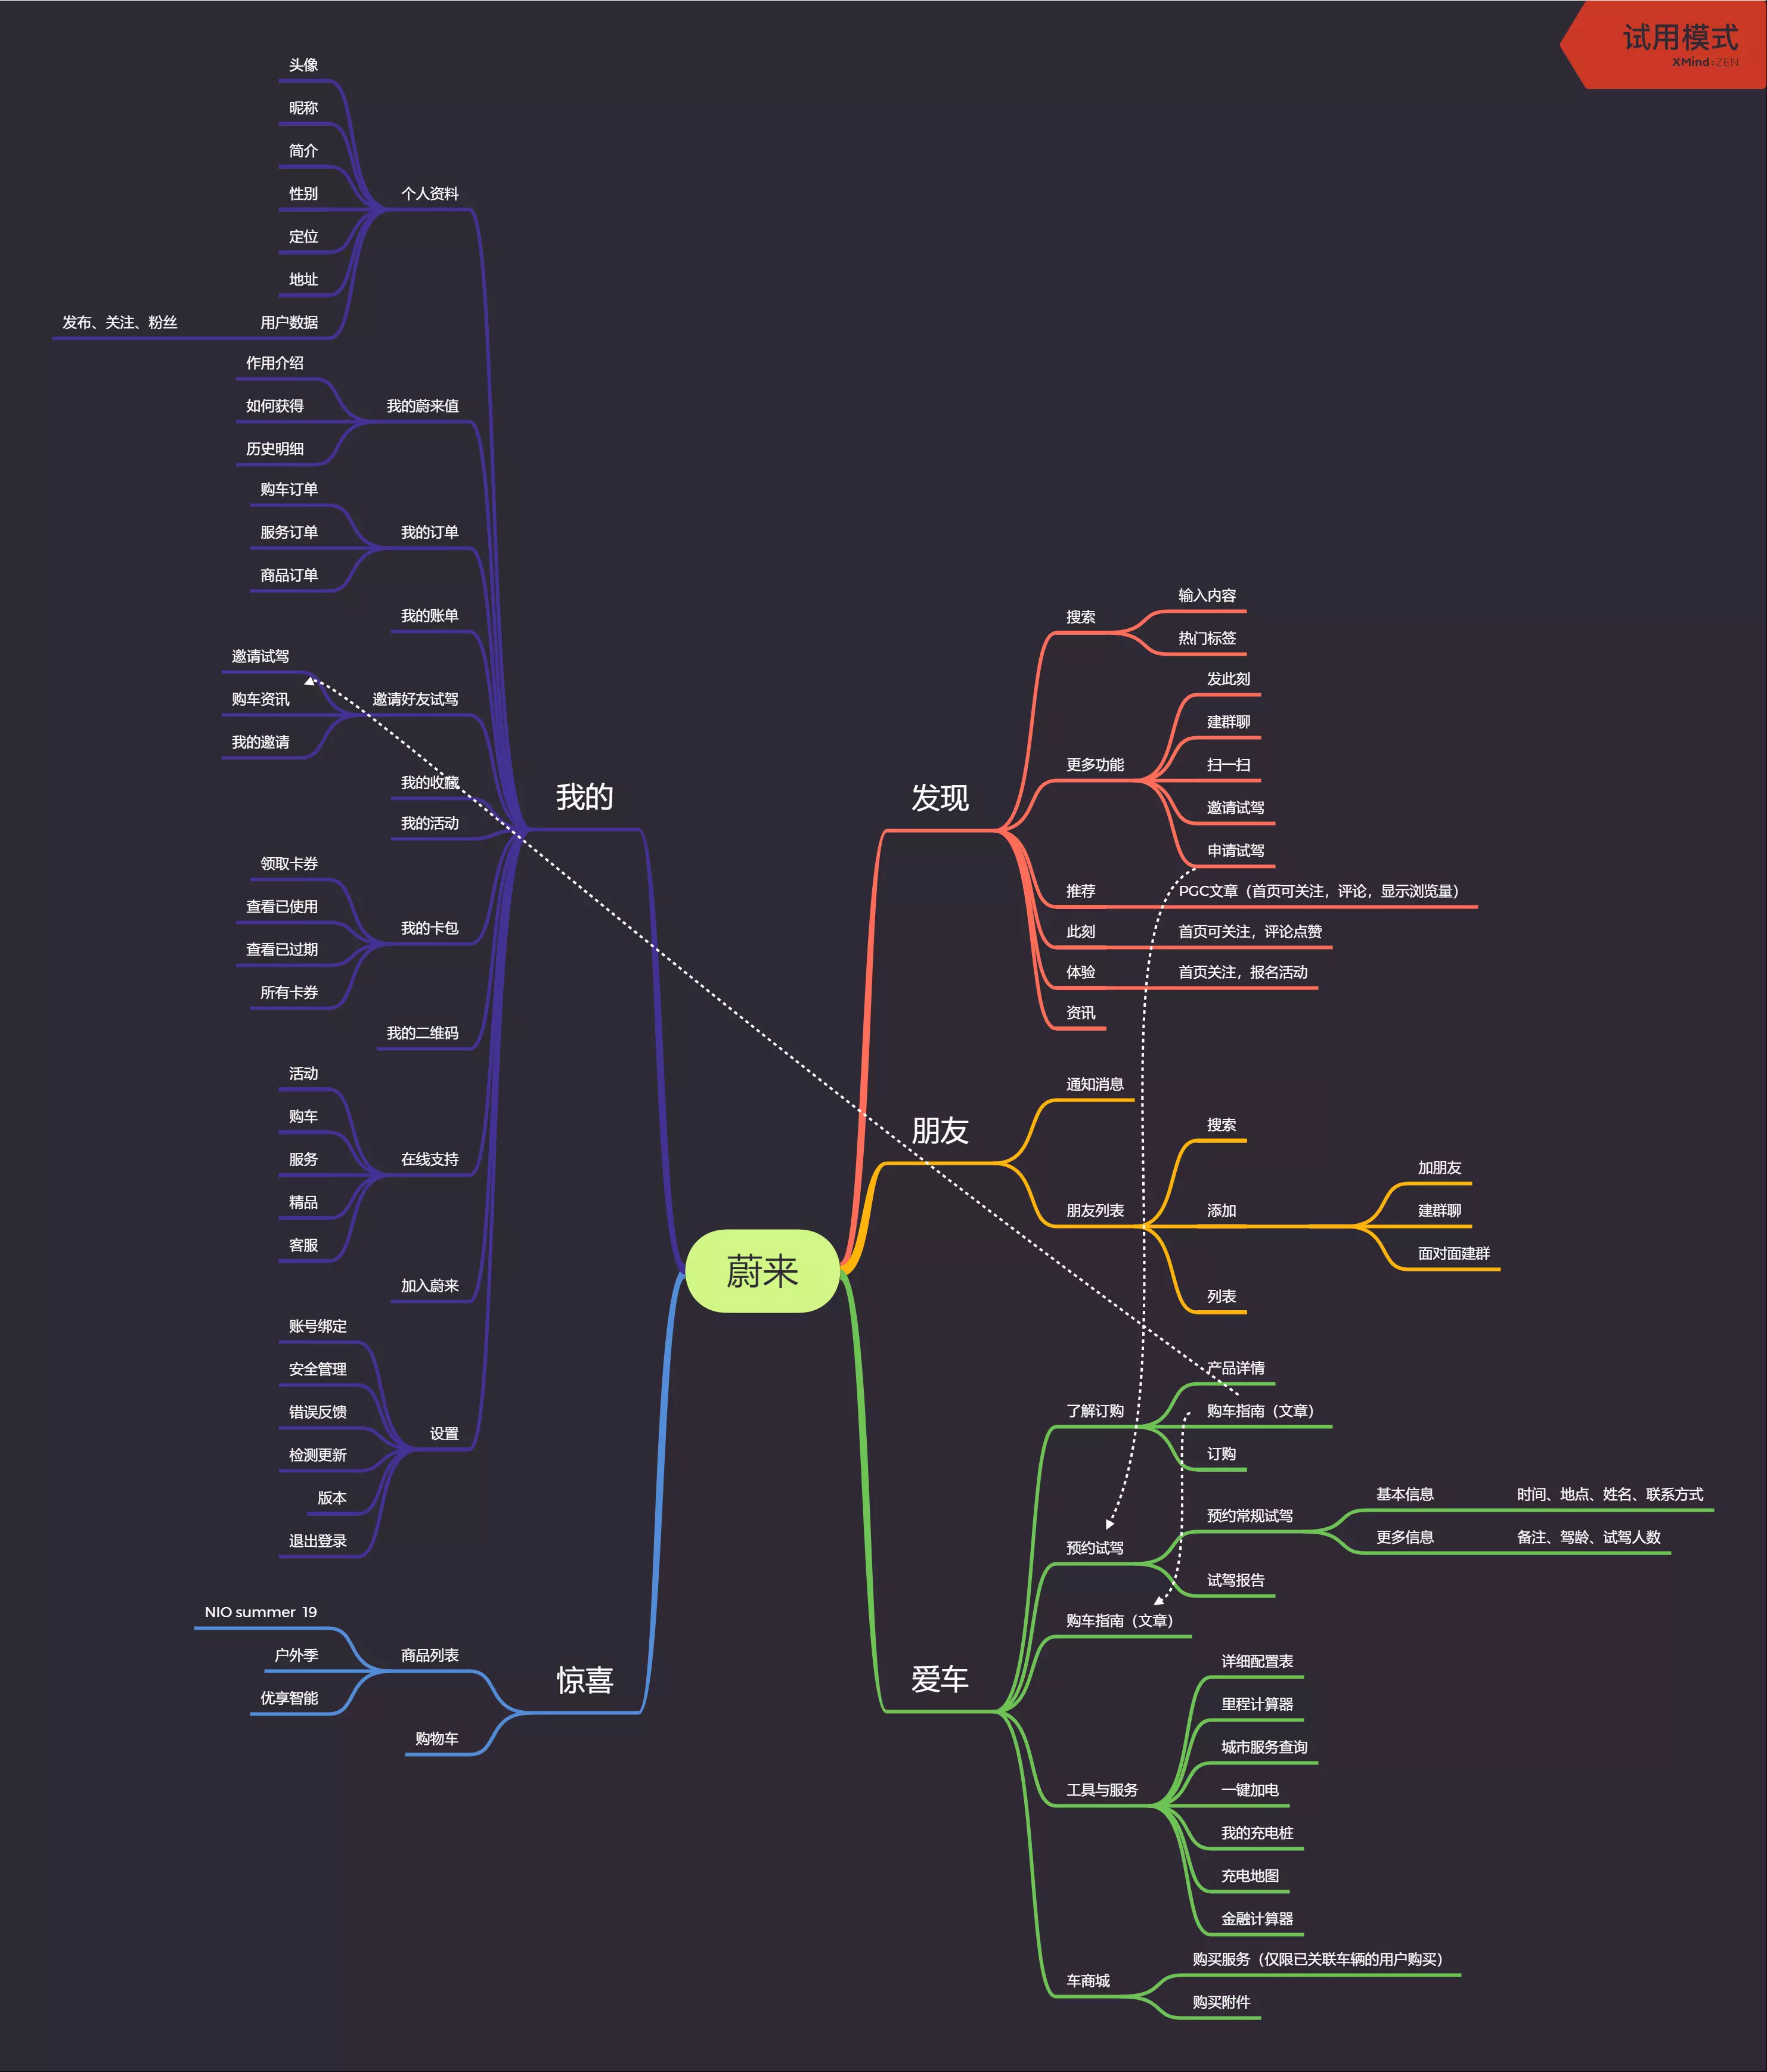 试用模式
XMind:ZEN
蔚来
发现
搜索
输入内容
热门标签
更多功能
发此刻
建群聊
扫一扫
邀请试驾
申请试驾
推荐
PGC文章（首页可关注，评论，显示浏览量）
此刻
首页可关注，评论点赞
体验
首页关注，报名活动
资讯
朋友
通知消息
朋友列表
搜索
添加
加朋友
建群聊
面对面建群
列表
爱车
了解订购
产品详情
购车指南（文章）
订购
预约试驾
预约常规试驾
基本信息
时间、地点、姓名、联系方式
更多信息
备注、驾龄、试驾人数
试驾报告
购车指南（文章）
工具与服务
详细配置表
里程计算器
城市服务查询
一键加电
我的充电桩
充电地图
金融计算器
车商城
购买服务（仅限已关联车辆的用户购买）
购买附件
我的
个人资料
头像
昵称
简介
性别
定位
地址
用户数据
发布、关注、粉丝
我的蔚来值
作用介绍
如何获得
历史明细
我的订单
购车订单
服务订单
商品订单
我的账单
邀请好友试驾
邀请试驾
购车资讯
我的邀请
我的收藏
我的活动
我的卡包
领取卡券
查看已使用
查看已过期
所有卡券
我的二维码
在线支持
活动
购车
服务
精品
客服
加入蔚来
设置
账号绑定
安全管理
错误反馈
检测更新
版本
退出登录
惊喜
商品列表
NIO summer 19
户外季
优享智能
购物车